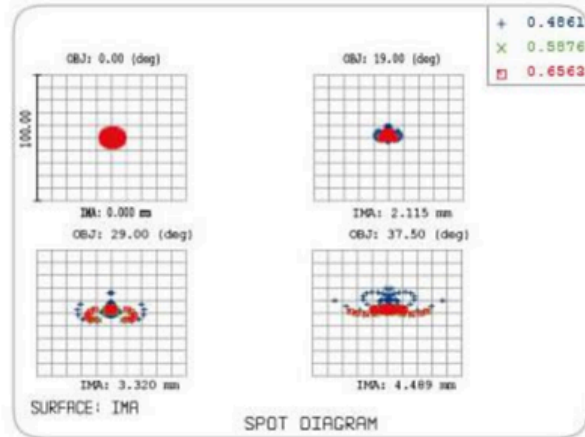 + 0.4861
× 0.5876
0.6563
OBJ: 0.00 (deg)
OBJ: 19.00 (deg)
100.00
IMA: 0.000 mm
IMA: 2.115 mm
OBJ: 29.00 (deg)
OBJ: 37.50 (deg)
IMA: 3.320 mm
IMA: 4.489 mm
SURFACE: IMA
SPOT DIAGRAM